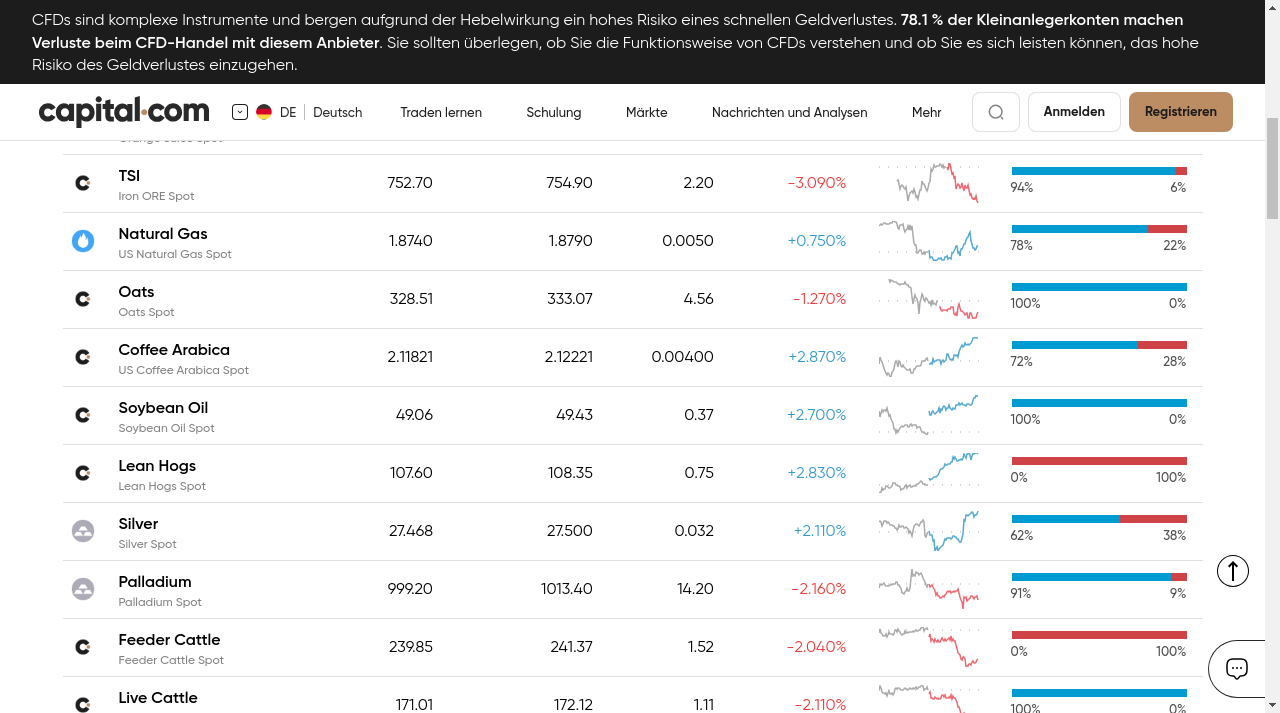 CFDs sind komplexe Instrumente und bergen aufgrund der Hebelwirkung ein hohes Risiko eines schnellen Geldverlustes. 78.1 % der Kleinanlegerkonten machen
Verluste beim CFD-Handel mit diesem Anbieter. Sie sollten überlegen, ob Sie die Funktionsweise von CFDs verstehen und ob Sie es sich leisten können, das hohe
Risiko des Geldverlustes einzugehen.
capital.com DE Deutsch Traden lernen Schulung Märkte Nachrichten und Analysen Mehr Anmelden Registrieren
TSI
Iron ORE Spot
752.70 754.90 2.20 -3.090%
94% 6%
Natural Gas
US Natural Gas Spot
1.8740 1.8790 0.0050 +0.750%
78% 22%
Oats
Oats Spot
328.51 333.07 4.56 -1.270%
100% 0%
Coffee Arabica
US Coffee Arabica Spot
2.11821 2.12221 0.00400 +2.870%
72% 28%
Soybean Oil
Soybean Oil Spot
49.06 49.43 0.37 +2.700%
100% 0%
Lean Hogs
Lean Hogs Spot
107.60 108.35 0.75 +2.830%
0% 100%
Silver
Silver Spot
27.468 27.500 0.032 +2.110%
62% 38%
Palladium
Palladium Spot
999.20 1013.40 14.20 -2.160%
91% 9%
Feeder Cattle
Feeder Cattle Spot
239.85 241.37 1.52 -2.040%
0% 100%
Live Cattle
171.01 172.12 1.11 -2.110%
100% 0%